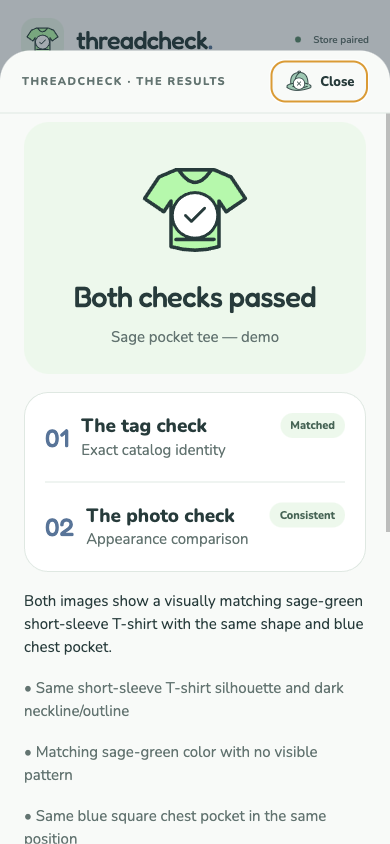 threadcheck.
Store paired
THREADCHECK · THE RESULTS
Close
Both checks passed
Sage pocket tee — demo
01 The tag check
Matched
Exact catalog identity
02 The photo check
Consistent
Appearance comparison
Both images show a visually matching sage-green
short-sleeve T-shirt with the same shape and blue
chest pocket.
• Same short-sleeve T-shirt silhouette and dark
neckline/outline
• Matching sage-green color with no visible
pattern
• Same blue square chest pocket in the same
position